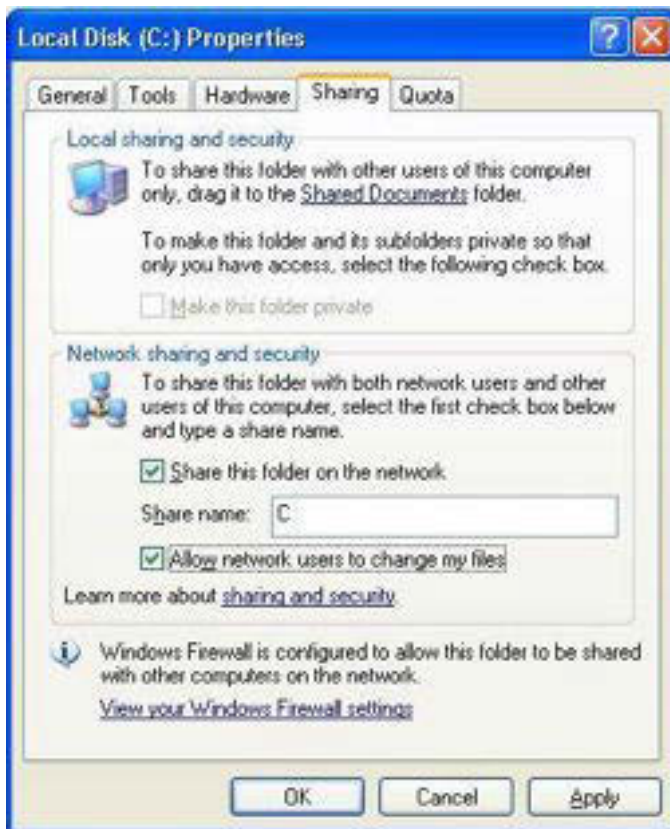 Local Disk (C:) Properties
General Tools Hardware Sharing Quota
Local sharing and security
To share this folder with other users of this computer
only, drag it to the Shared Documents folder.
To make this folder and its subfolders private so that
only you have access, select the following check box.
Make this folder private
Network sharing and security
To share this folder with both network users and other
users of this computer, select the first check box below
and type a share name.
Share this folder on the network
Share name: C
Allow network users to change my files
Learn more about sharing and security.
Windows Firewall is configured to allow this folder to be shared
with other computers on the network.
View your Windows Firewall settings
OK Cancel Apply